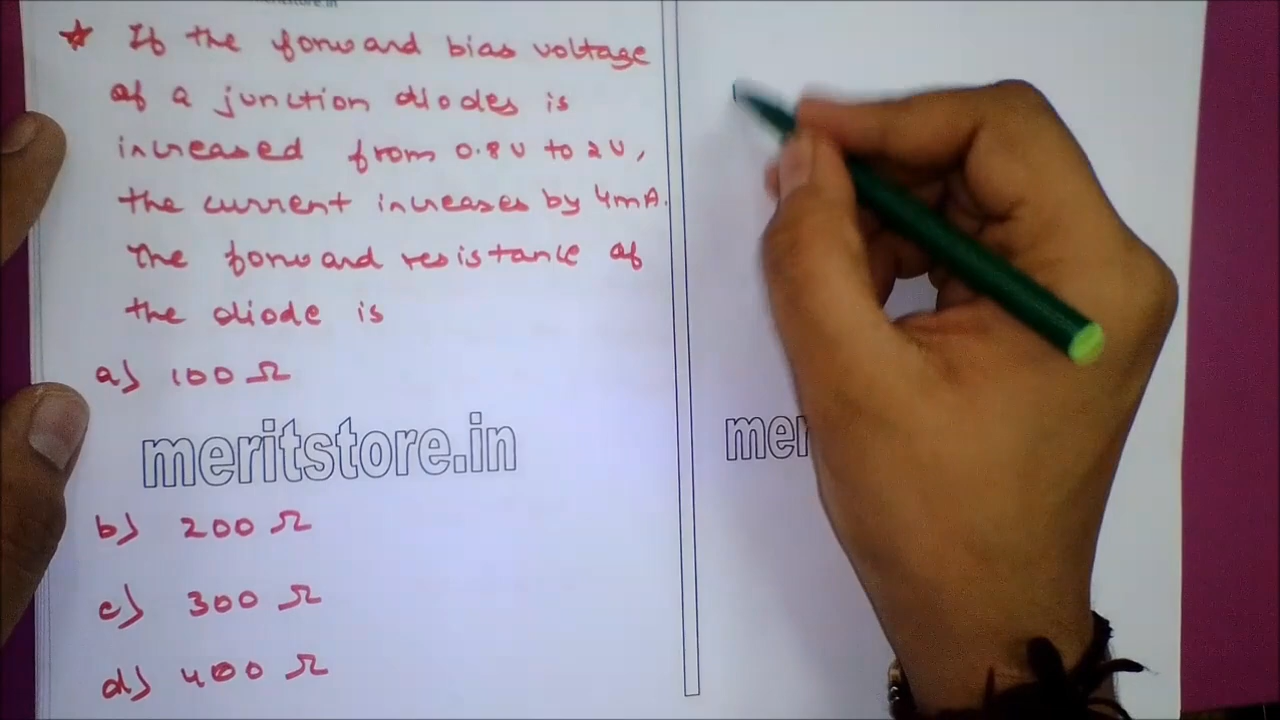 If the forward bias voltage
of a junction diodes is
increased from 0.8V to 2V,
the current increases by 4mA.
The forward resistance of
the diode is
a) 100 Ω
meritstore.in
b) 200 Ω
c) 300 Ω
d) 400 Ω